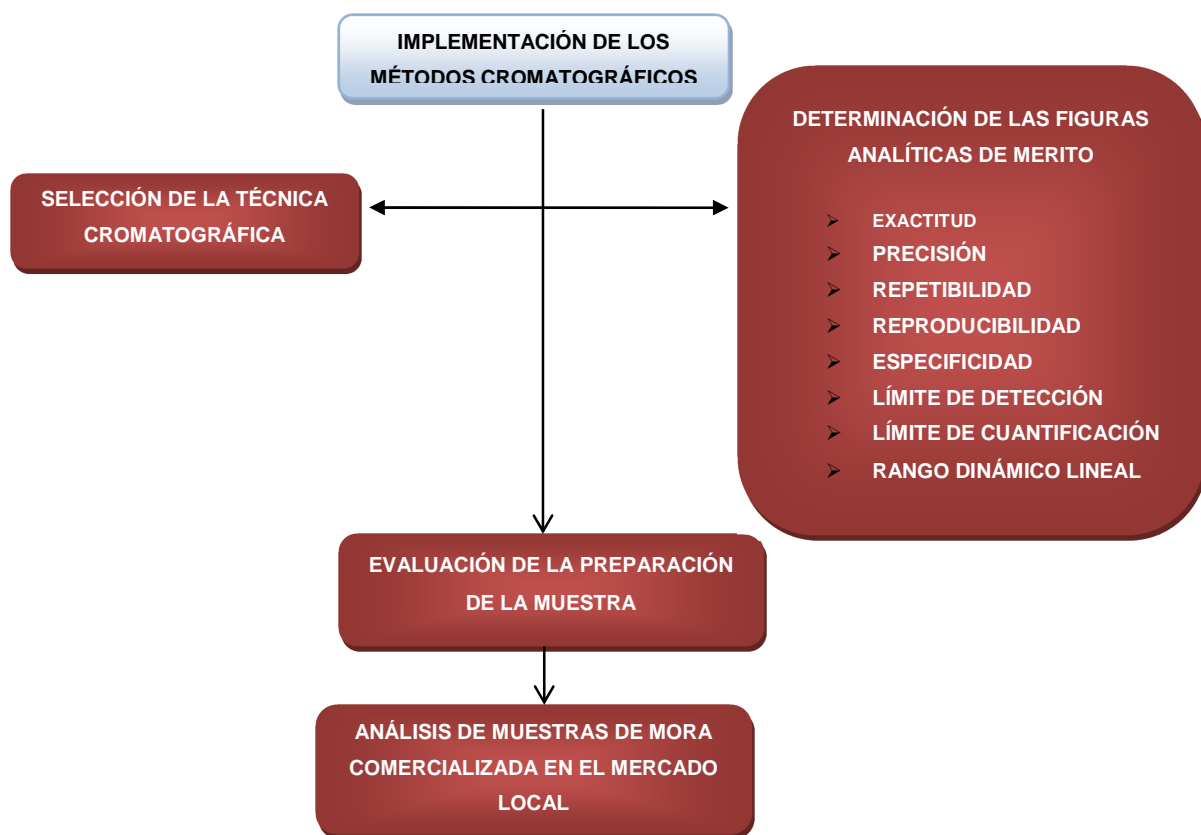 IMPLEMENTACIÓN DE LOS
MÉTODOS CROMATOGRÁFICOS
SELECCIÓN DE LA TÉCNICA
CROMATOGRÁFICA
DETERMINACIÓN DE LAS FIGURAS
ANALÍTICAS DE MERITO
EXACTITUD
PRECISIÓN
REPETIBILIDAD
REPRODUCIBILIDAD
ESPECIFICIDAD
LÍMITE DE DETECCIÓN
LÍMITE DE CUANTIFICACIÓN
RANGO DINÁMICO LINEAL
EVALUACIÓN DE LA PREPARACIÓN
DE LA MUESTRA
ANÁLISIS DE MUESTRAS DE MORA
COMERCIALIZADA EN EL MERCADO
LOCAL